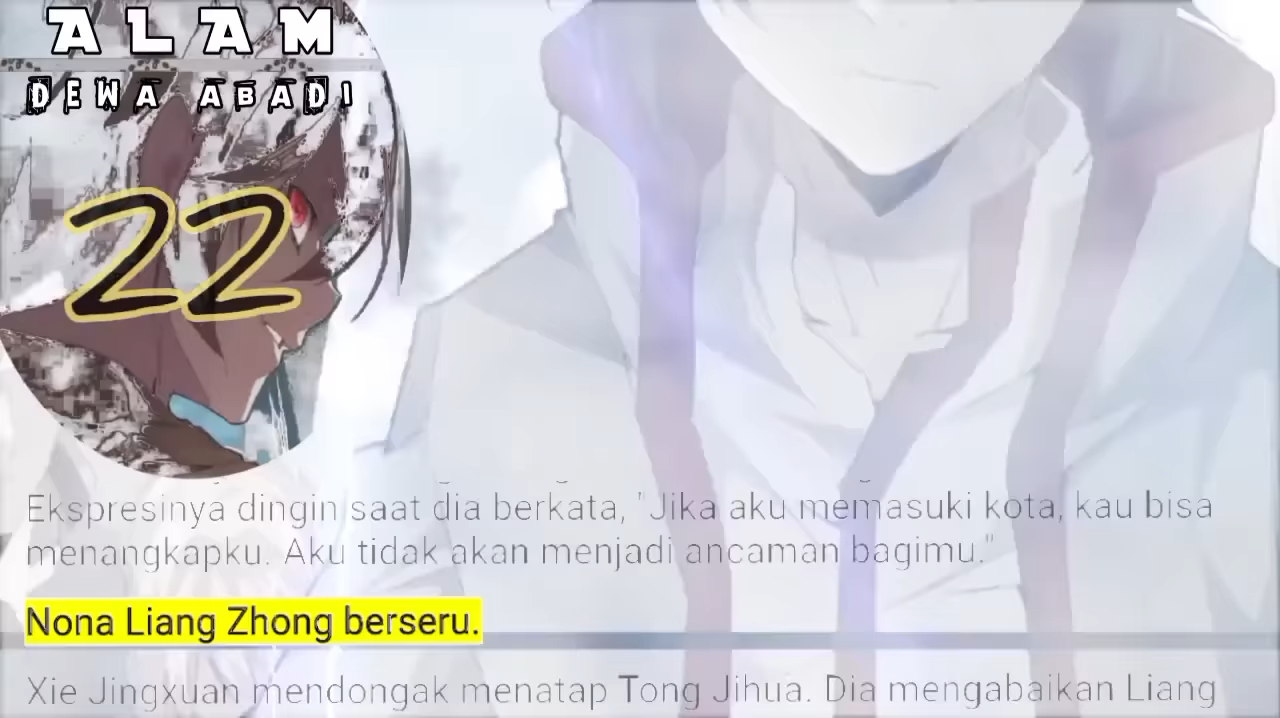 ALAM
DEWA ABADI
22
Ekspresinya dingin saat dia berkata, "Jika aku memasuki kota, kau bisa
menangkapku. Aku tidak akan menjadi ancaman bagimu."
Nona Liang Zhong berseru.
Xie Jingxuan mendongak menatap Tong Jihua. Dia mengabaikan Liang